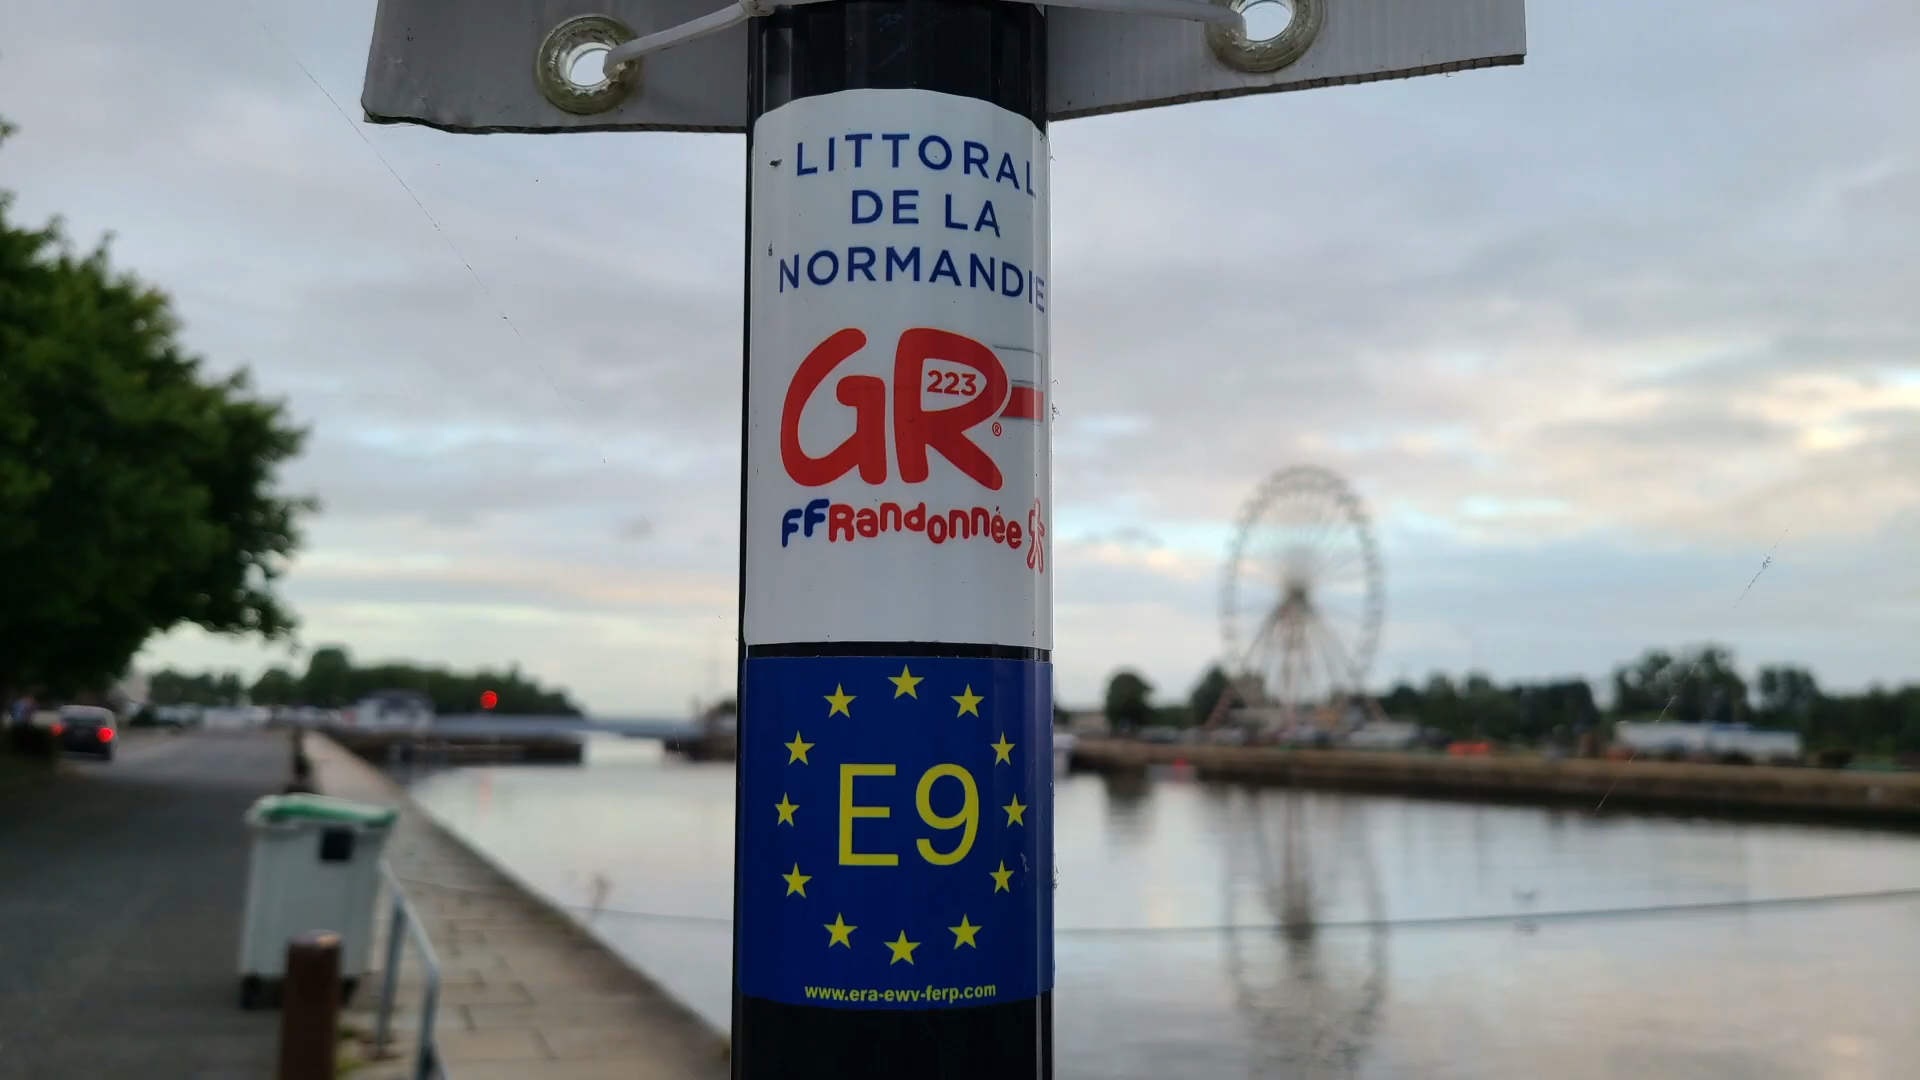 LITTORAL
DE LA
NORMANDIE
GR 223 ®
FFRandonnée
E9
www.era-ewv-ferp.com